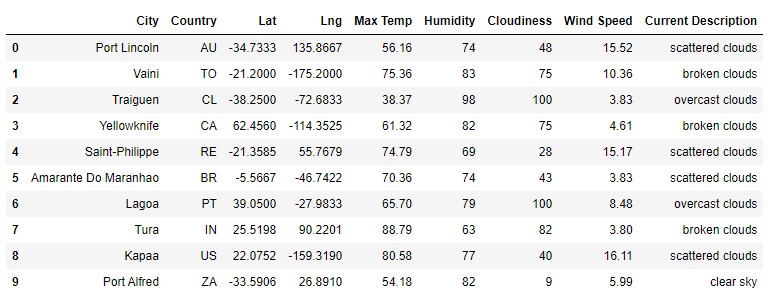 City Country Lat Lng Max Temp Humidity Cloudiness Wind Speed Current Description
0 Port Lincoln AU -34.7333 135.8667 56.16 74 48 15.52 scattered clouds
1 Vaini TO -21.2000 -175.2000 75.36 83 75 10.36 broken clouds
2 Traiguen CL -38.2500 -72.6833 38.37 98 100 3.83 overcast clouds
3 Yellowknife CA 62.4560 -114.3525 61.32 82 75 4.61 broken clouds
4 Saint-Philippe RE -21.3585 55.7679 74.79 69 28 15.17 scattered clouds
5 Amarante Do Maranhao BR -5.5667 -46.7422 70.36 74 43 3.83 scattered clouds
6 Lagoa PT 39.0500 -27.9833 65.70 79 100 8.48 overcast clouds
7 Tura IN 25.5198 90.2201 88.79 63 82 3.80 broken clouds
8 Kapaa US 22.0752 -159.3190 80.58 77 40 16.11 scattered clouds
9 Port Alfred ZA -33.5906 26.8910 54.18 82 9 5.99 clear sky